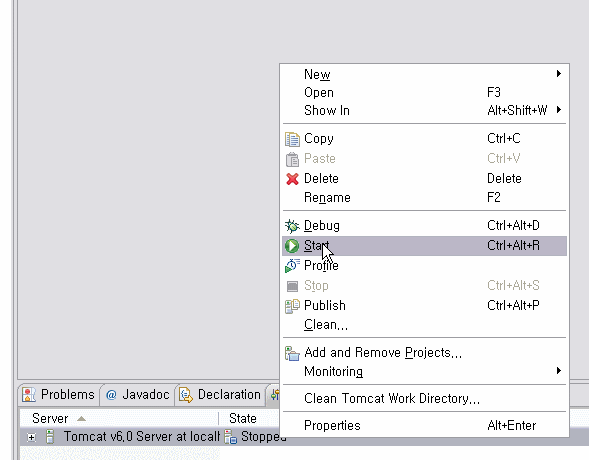 New
Open F3
Show In Alt+Shift+W
Copy Ctrl+C
Paste Ctrl+V
Delete Delete
Rename F2
Debug Ctrl+Alt+D
Start Ctrl+Alt+R
Profile
Stop Ctrl+Alt+S
Publish Ctrl+Alt+P
Clean...
Add and Remove Projects...
Monitoring
Clean Tomcat Work Directory...
Properties Alt+Enter
Problems @ Javadoc Declaration
Server State
Tomcat v6.0 Server at Stopped